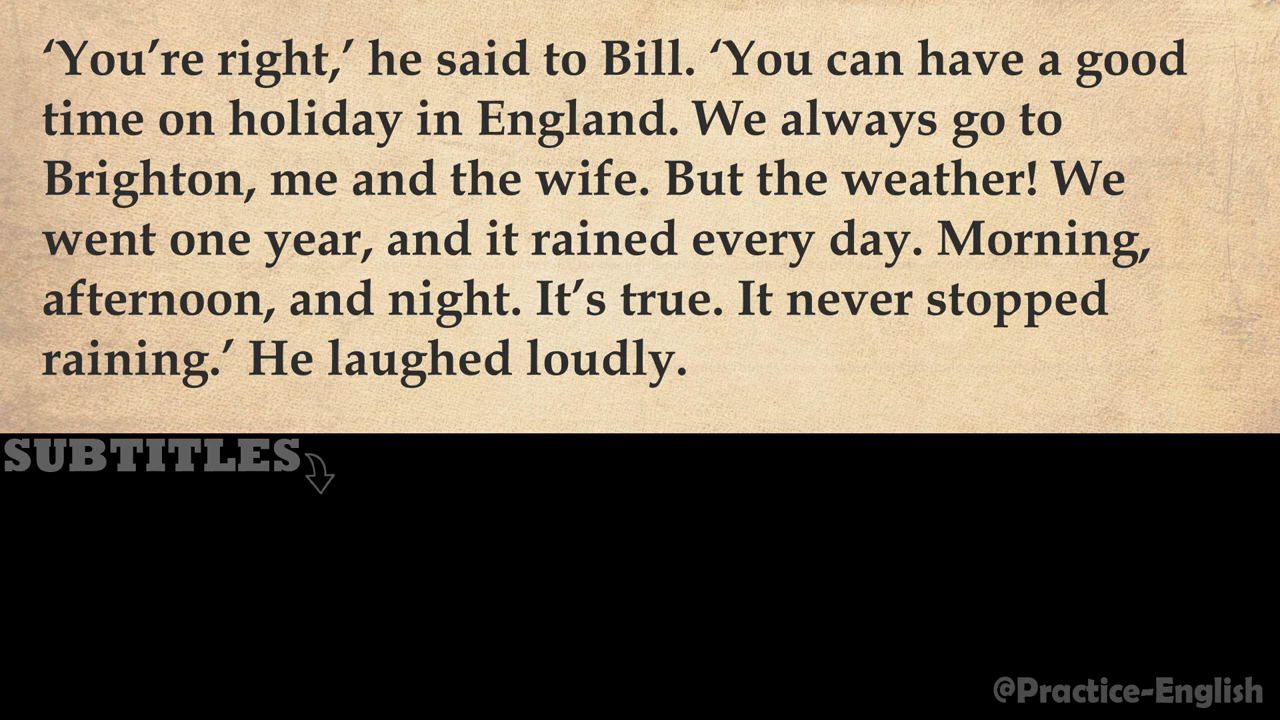 ‘You’re right,’ he said to Bill. ‘You can have a good
time on holiday in England. We always go to
Brighton, me and the wife. But the weather! We
went one year, and it rained every day. Morning,
afternoon, and night. It’s true. It never stopped
raining.’ He laughed loudly.
SUBTITLES
@Practice-English